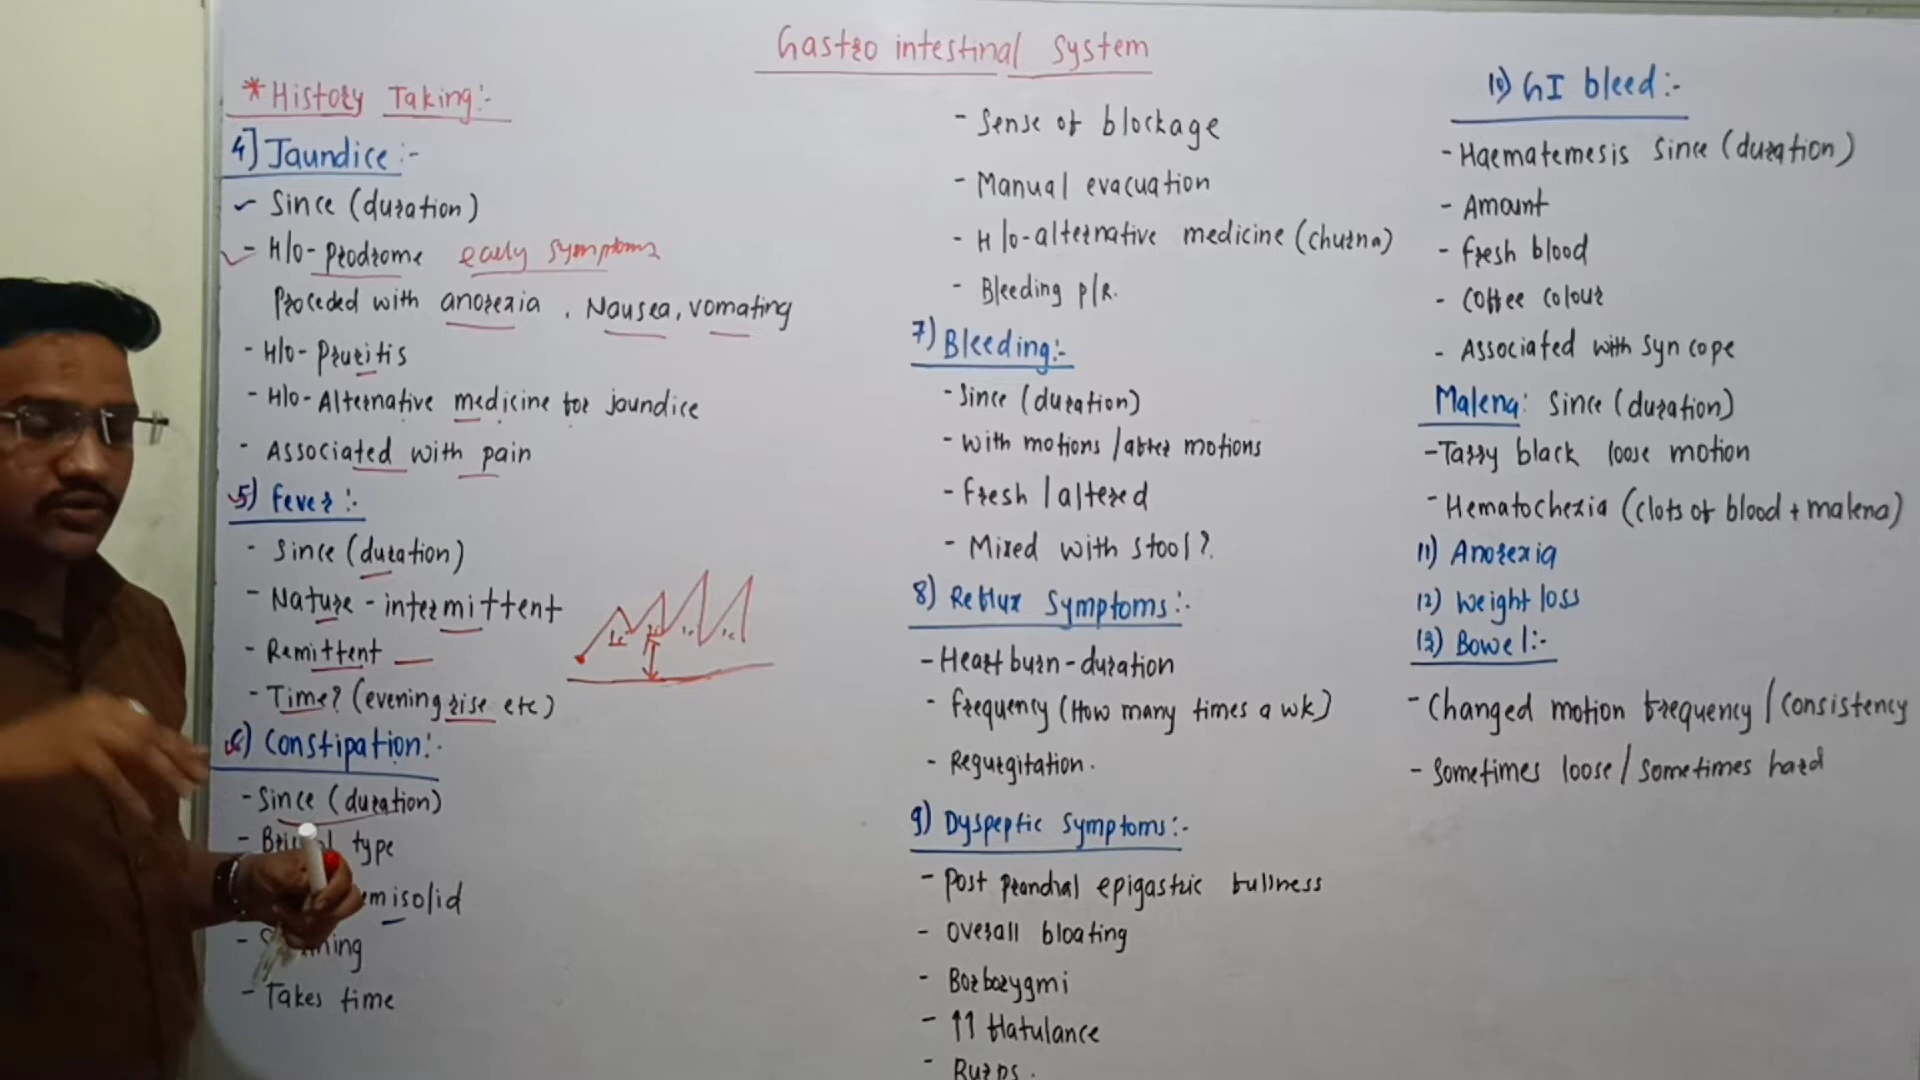 Gastro intestinal System
*History Taking:-
4] Jaundice:-
- Since (duration)
- H/o-Prodrome early symptoms
Proceded with anorexia, Nausea, vomating
- H/o-Pruritis
- H/o-Alternative medicine for jaundice
- Associated with pain
5) Fever:-
- Since (duration)
- Nature - intermittent
- Remittent
- Time? (evening rise etc)
6) Constipation:-
- Since (duration)
- type
emisolid
-
- Takes time
- Sense of blockage
- Manual evacuation
- H/o-alternative medicine (churna)
- Bleeding P/R.
7) Bleeding:-
- Since (duration)
- with motions / after motions
- Fresh / altered
- Mixed with stool?
8) Reflux Symptoms:-
- Heart burn - duration
- frequency (How many times a wk)
- Regurgitation.
9) Dyspeptic Symptoms:-
- Post prandial epigastric fullness
- Overall bloating
- Borborygmi
- ↑↑ flatulance
- Burps.
10) GI bleed:-
- Haematemesis since (duration)
- Amount
- fresh blood
- Coffee colour
- Associated with syncope
Malena: Since (duration)
- Tarry black loose motion
- Hematochezia (clots of blood + malena)
11) Anorexia
12) Weight loss
13) Bowel:-
- Changed motion frequency / consistency
- Sometimes loose / sometimes hard